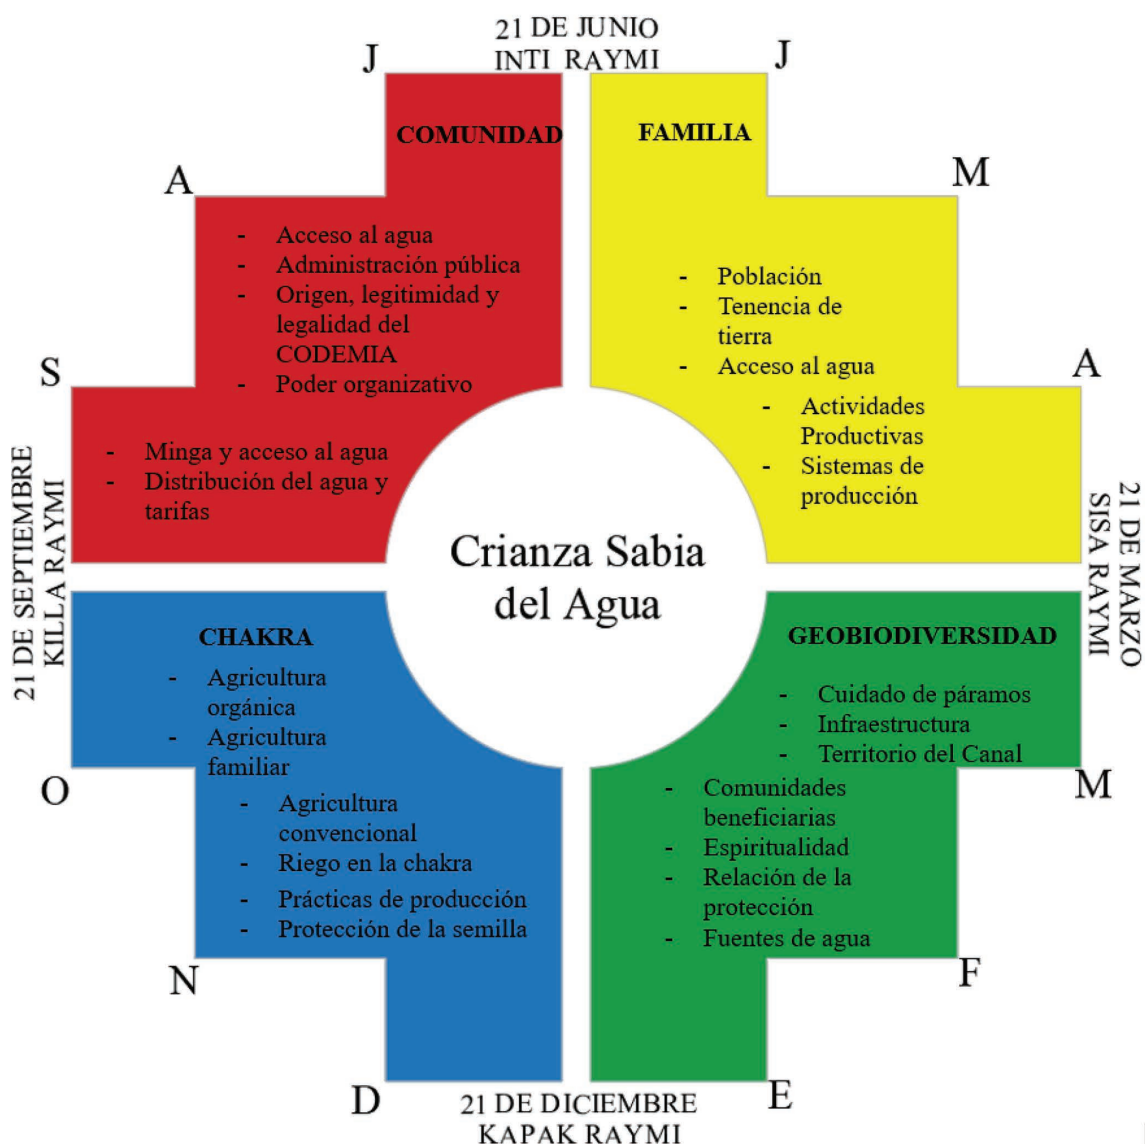 21 DE JUNIO
INTI RAYMI
J
J
COMUNIDAD
FAMILIA
A
M
- Acceso al agua
- Administración pública
- Origen, legitimidad y
legalidad del
CODEMIA
- Poder organizativo
- Población
- Tenencia de
tierra
- Acceso al agua
S
A
- Actividades
Productivas
- Sistemas de
producción
- Minga y acceso al agua
- Distribución del agua y
tarifas
21 DE SEPTIEMBRE
KILLA RAYMI
21 DE MARZO
SISA RAYMI
Crianza Sabia
del Agua
CHAKRA
GEOBIODIVERSIDAD
- Agricultura
orgánica
- Agricultura
familiar
- Cuidado de páramos
- Infraestructura
- Territorio del Canal
O
M
- Agricultura
convencional
- Riego en la chakra
- Prácticas de producción
- Protección de la semilla
- Comunidades
beneficiarias
- Espiritualidad
- Relación de la
protección
- Fuentes de agua
N
F
D
E
21 DE DICIEMBRE
KAPAK RAYMI